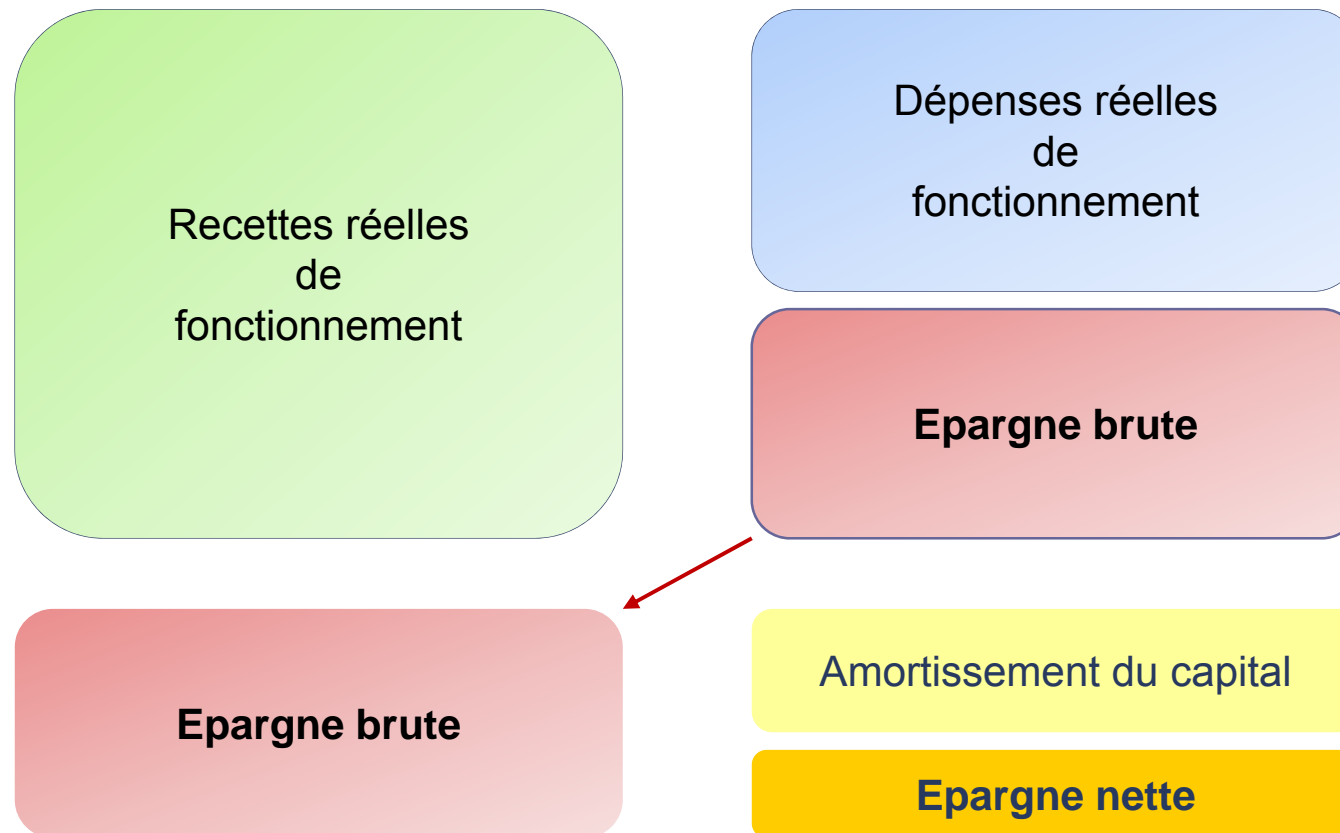 Recettes réelles
de
fonctionnement
Dépenses réelles
de
fonctionnement
Epargne brute
Epargne brute
Amortissement du capital
Epargne nette